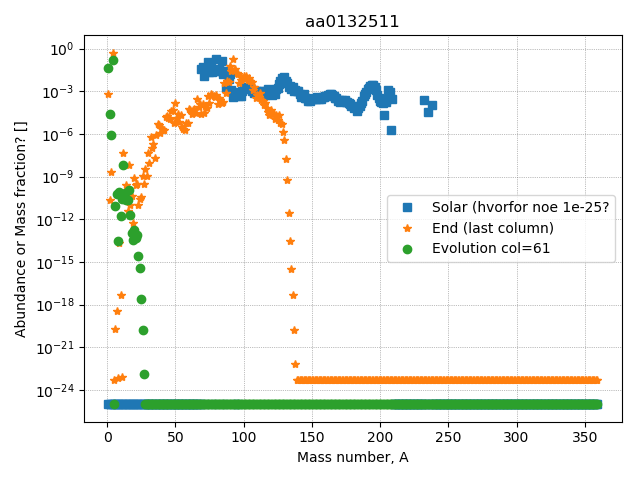 aa0132511
Abundance or Mass fraction? []
10^0
10^-3
10^-6
10^-9
10^-12
10^-15
10^-18
10^-21
10^-24
Solar (hvorfor noe 1e-25?
End (last column)
Evolution col=61
0 50 100 150 200 250 300 350
Mass number, A